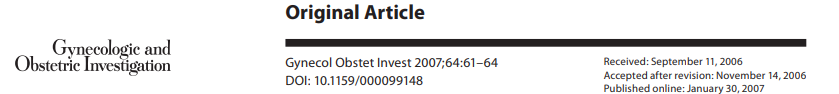 Original Article
Gynecologic and
Obstetric Investigation
Gynecol Obstet Invest 2007;64:61–64
DOI: 10.1159/000099148
Received: September 11, 2006
Accepted after revision: November 14, 2006
Published online: January 30, 2007